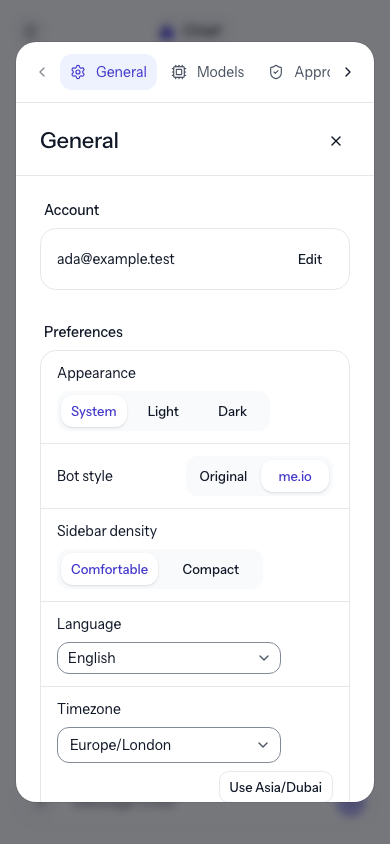 General
Models
Appro
General
Account
ada@example.test
Edit
Preferences
Appearance
System
Light
Dark
Bot style
Original
me.io
Sidebar density
Comfortable
Compact
Language
English
Timezone
Europe/London
Use Asia/Dubai